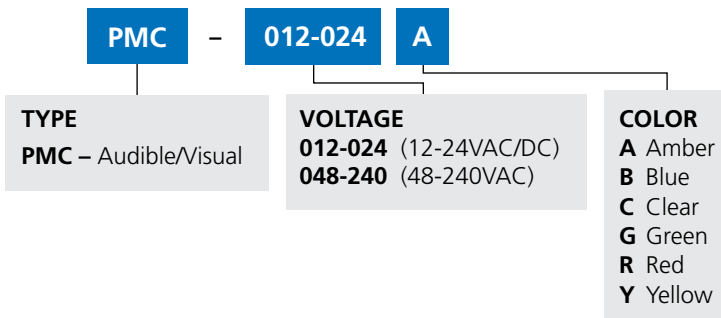 PMC – 012-024 A
TYPE
PMC – Audible/Visual
VOLTAGE
012-024 (12-24VAC/DC)
048-240 (48-240VAC)
COLOR
A Amber
B Blue
C Clear
G Green
R Red
Y Yellow